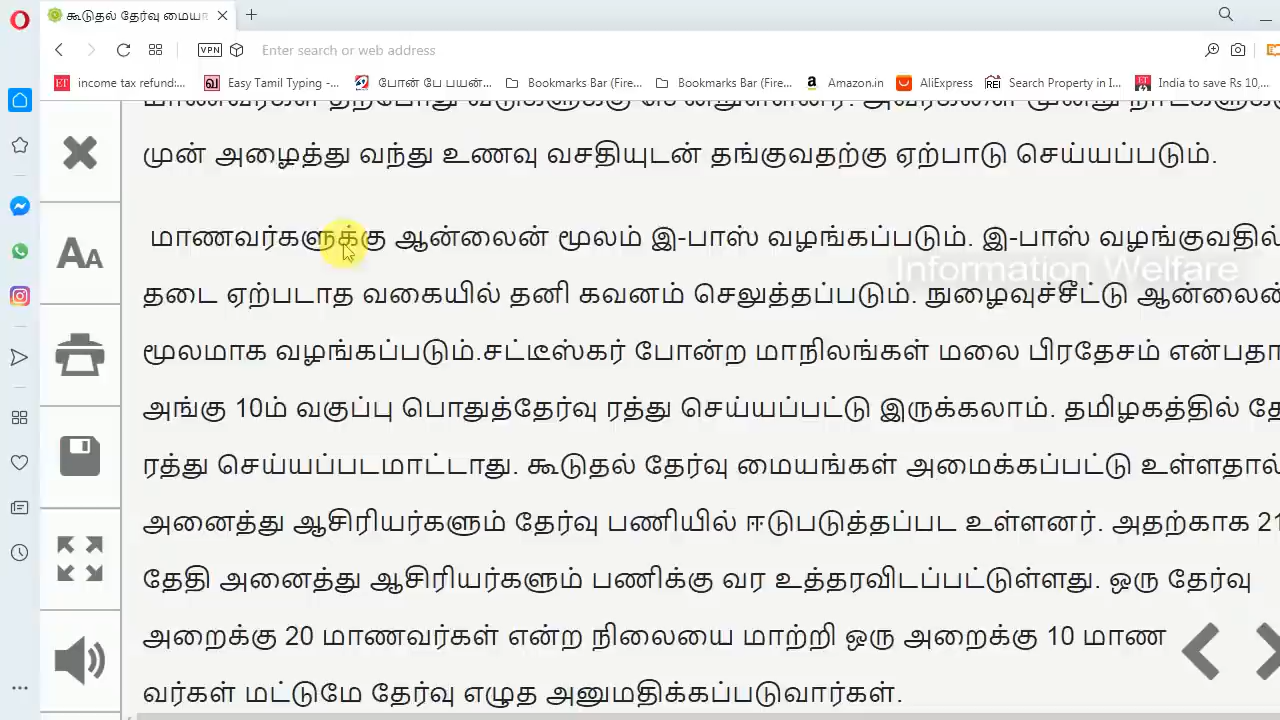 கூடுதல் தேர்வு
VPN Enter search or web address
income tax refund:... Easy Tamil Typing -... போன் பே பயன்... Bookmarks Bar (Fire... Bookmarks Bar (Fire... Amazon.in AliExpress Search Property in I... India to save Rs 10,...
முன் அழைத்து வந்து உணவு வசதியுடன் தங்குவதற்கு ஏற்பாடு செய்யப்படும்.
மாணவர்களுக்கு ஆன்லைன் மூலம் இ-பாஸ் வழங்கப்படும். இ-பாஸ் வழங்குவதில்
Information Welfare
தடை ஏற்படாத வகையில் தனி கவனம் செலுத்தப்படும். நுழைவுச்சீட்டு ஆன்லைன்
மூலமாக வழங்கப்படும்.சட்டீஸ்கர் போன்ற மாநிலங்கள் மலை பிரதேசம்
அங்கு 10ம் வகுப்பு பொதுத்தேர்வு ரத்து செய்யப்பட்டு இருக்கலாம். தமிழகத்தில்
ரத்து செய்யப்படமாட்டாது. கூடுதல் தேர்வு மையங்கள் அமைக்கப்பட்டு உள்ளதால்
அனைத்து ஆசிரியர்களும் தேர்வு பணியில் ஈடுபடுத்தப்பட உள்ளனர். அதற்காக 21
தேதி அனைத்து ஆசிரியர்களும் பணிக்கு வர உத்தரவிடப்பட்டுள்ளது. ஒரு தேர்வு
அறைக்கு 20 மாணவர்கள் என்ற நிலையை மாற்றி ஒரு அறைக்கு 10 மாண
வர்கள் மட்டுமே தேர்வு எழுத அனுமதிக்கப்படுவார்கள்.
AA